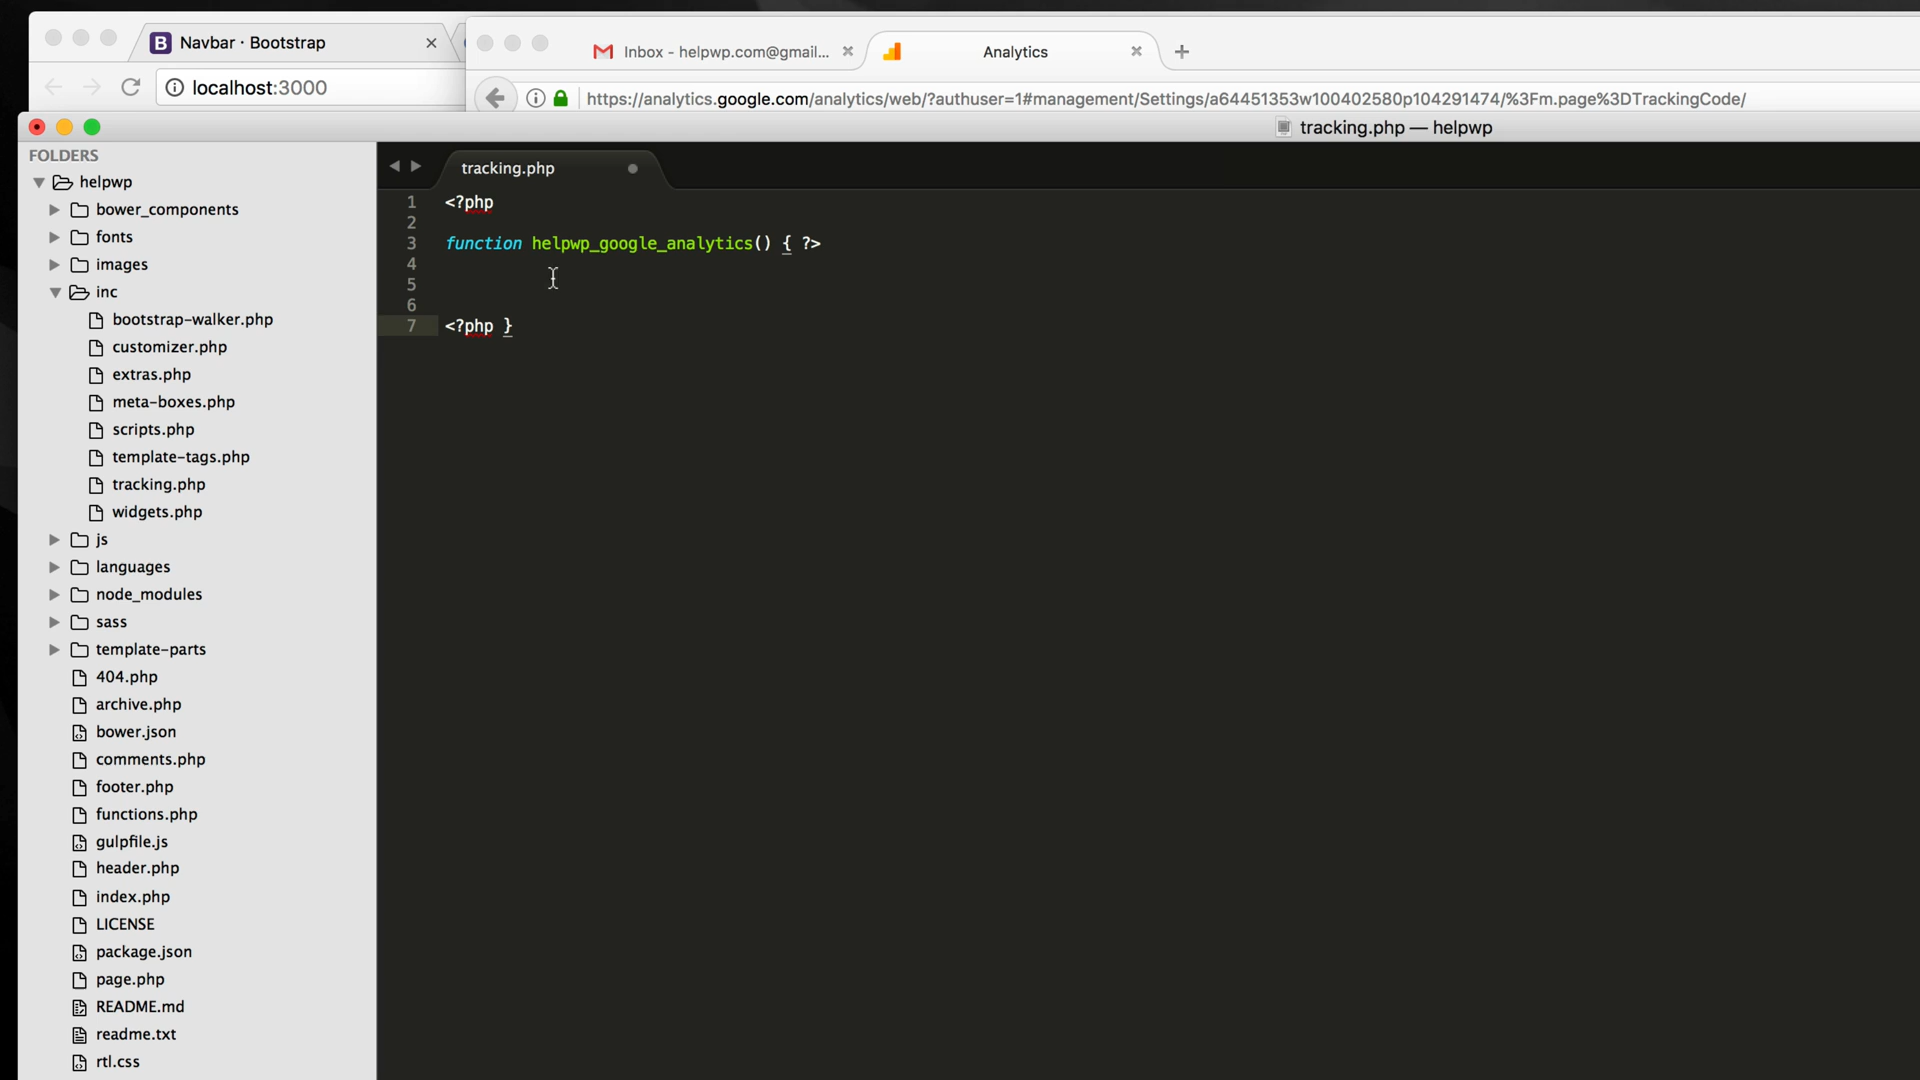 Navbar · Bootstrap
localhost:3000
Inbox - helpwp.com@gmail...
Analytics
https://analytics.google.com/analytics/web/?authuser=1#management/Settings/a64451353w100402580p104291474/%3Fm.page%3DTrackingCode/
tracking.php — helpwp
FOLDERS
helpwp
bower_components
fonts
images
inc
bootstrap-walker.php
customizer.php
extras.php
meta-boxes.php
scripts.php
template-tags.php
tracking.php
widgets.php
js
languages
node_modules
sass
template-parts
404.php
archive.php
bower.json
comments.php
footer.php
functions.php
gulpfile.js
header.php
index.php
LICENSE
package.json
page.php
README.md
readme.txt
rtl.css
tracking.php
1 <?php
2
3 function helpwp_google_analytics() { ?>
4
5
6
7 <?php }